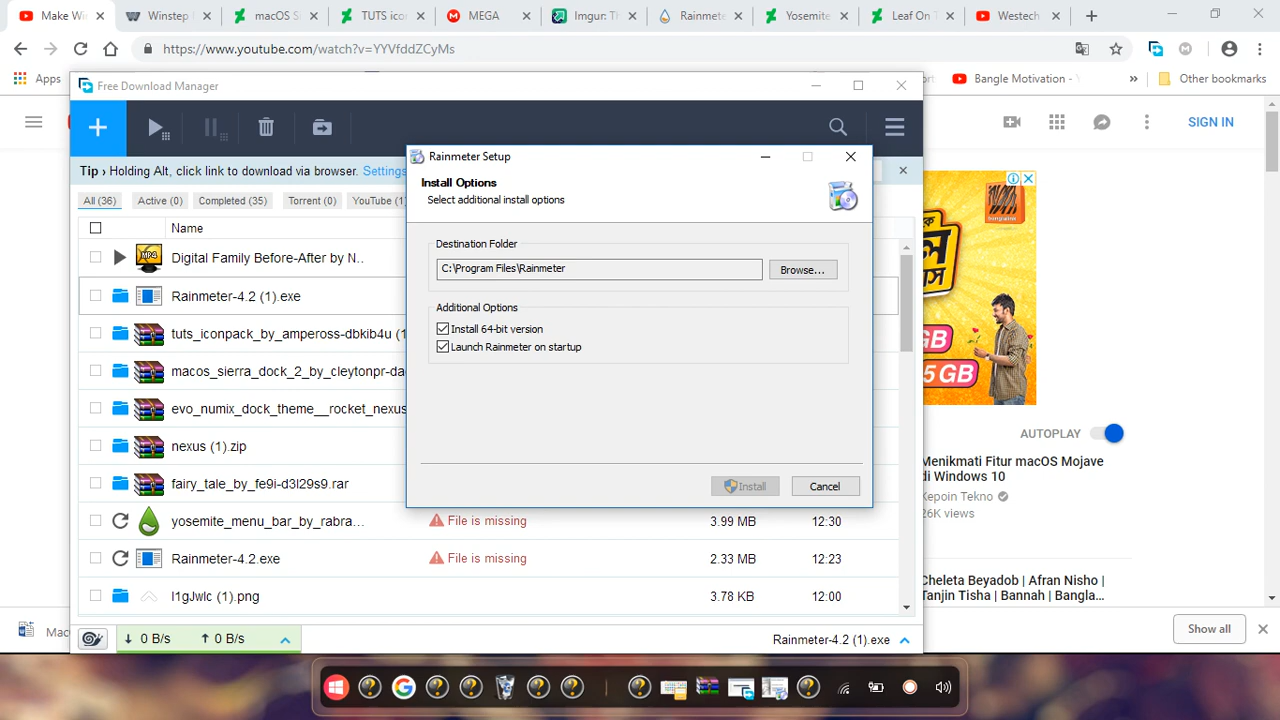 Make Win
Winstep
macOS S
TUTS ico
MEGA
Imgur: Th
Rainmete
Yosemite
Leaf On T
Westech
https://www.youtube.com/watch?v=YYVfddZCyMs
Apps
Bangle Motivation -
Other bookmarks
Free Download Manager
SIGN IN
Tip › Holding Alt, click link to download via browser. Settings
All (36)
Active (0)
Completed (35)
Torrent (0)
YouTube (1)
Name
Digital Family Before-After by N..
Rainmeter-4.2 (1).exe
tuts_iconpack_by_ampeross-dbkib4u (1
macos_sierra_dock_2_by_cleytonpr-da
evo_numix_dock_theme__rocket_nexus
nexus (1).zip
fairy_tale_by_fe9i-d3l29s9.rar
yosemite_menu_bar_by_rabra… File is missing 3.99 MB 12:30
Rainmeter-4.2.exe File is missing 2.33 MB 12:23
l1gJwlc (1).png 3.78 KB 12:00
0 B/s 0 B/s
Rainmeter-4.2 (1).exe
Rainmeter Setup
Install Options
Select additional install options
Destination Folder
C:\Program Files\Rainmeter
Browse...
Additional Options
Install 64-bit version
Launch Rainmeter on startup
Install
Cancel
GB
5 GB
AUTOPLAY
Menikmati Fitur macOS Mojave
di Windows 10
Kepoin Tekno
26K views
Cheleta Beyadob | Afran Nisho |
Tanjin Tisha | Bannah | Bangla...
Mac
Show all